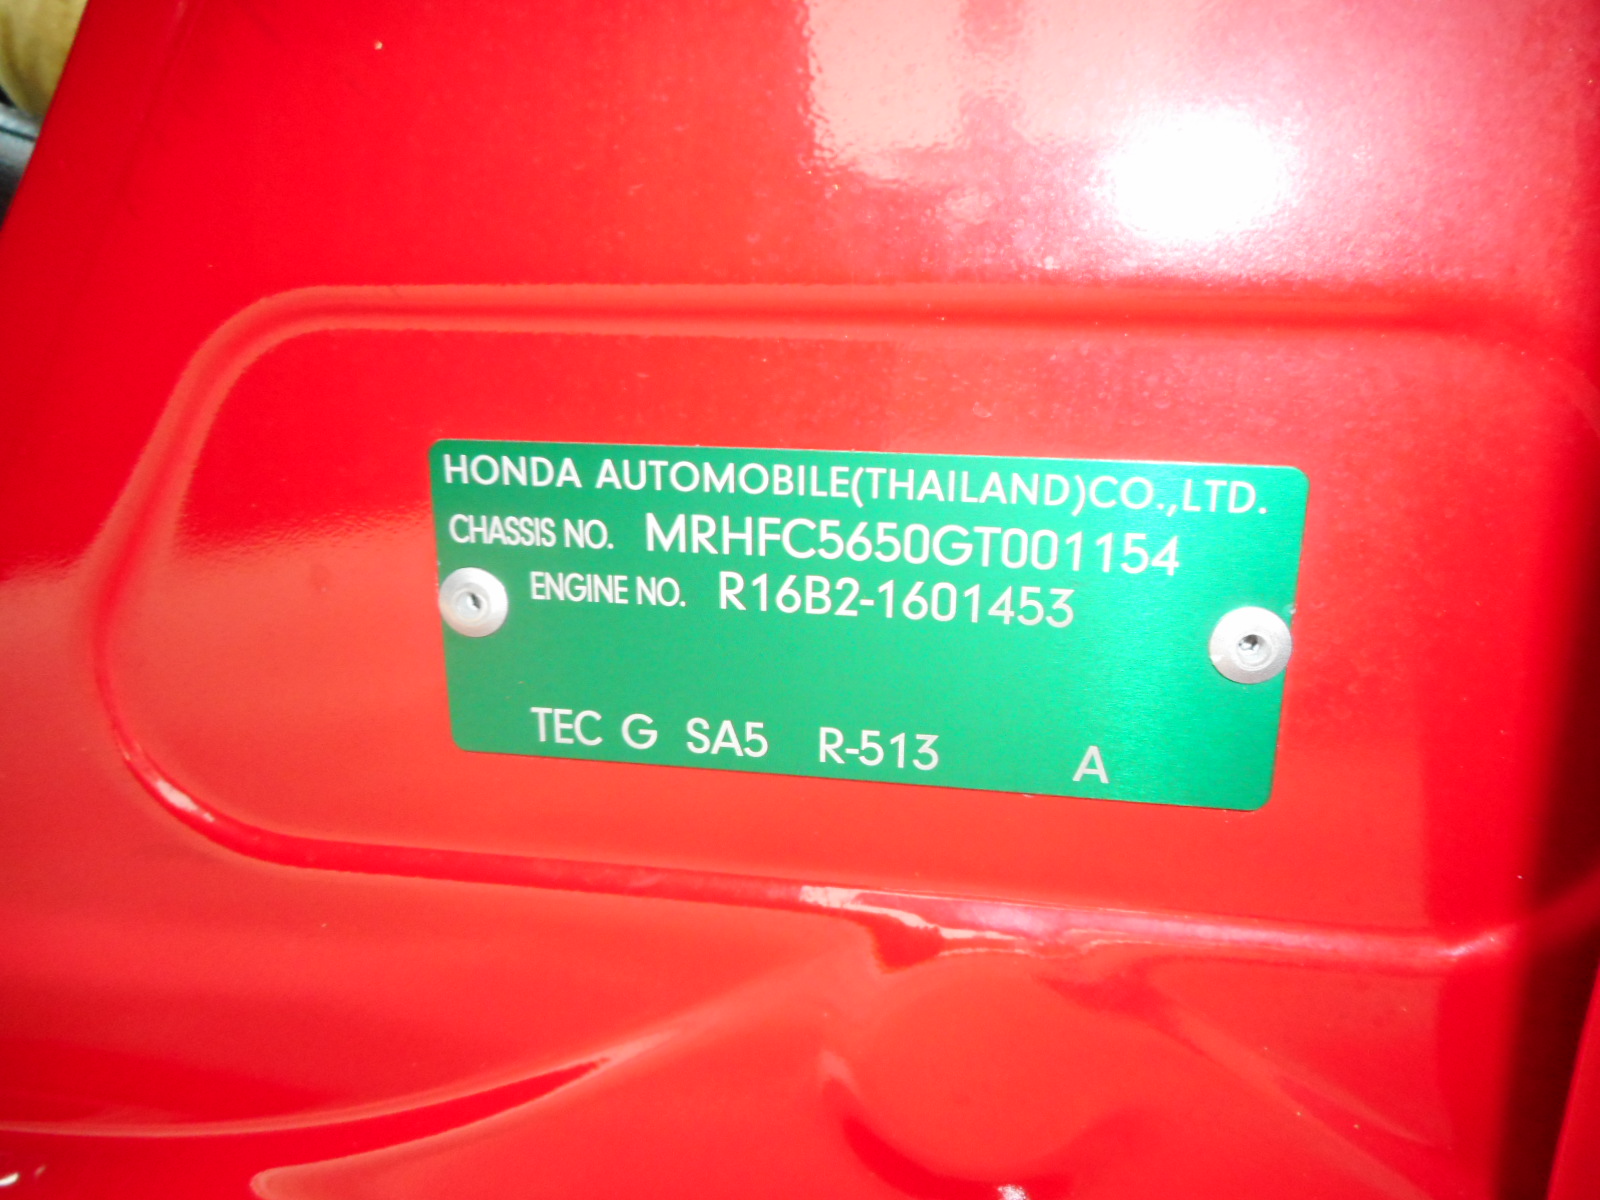 HONDA AUTOMOBILE(THAILAND)CO.,LTD.
CHASSIS NO. MRHFC5650GT001154
ENGINE NO. R16B2-1601453
TEC G SA5 R-513 A